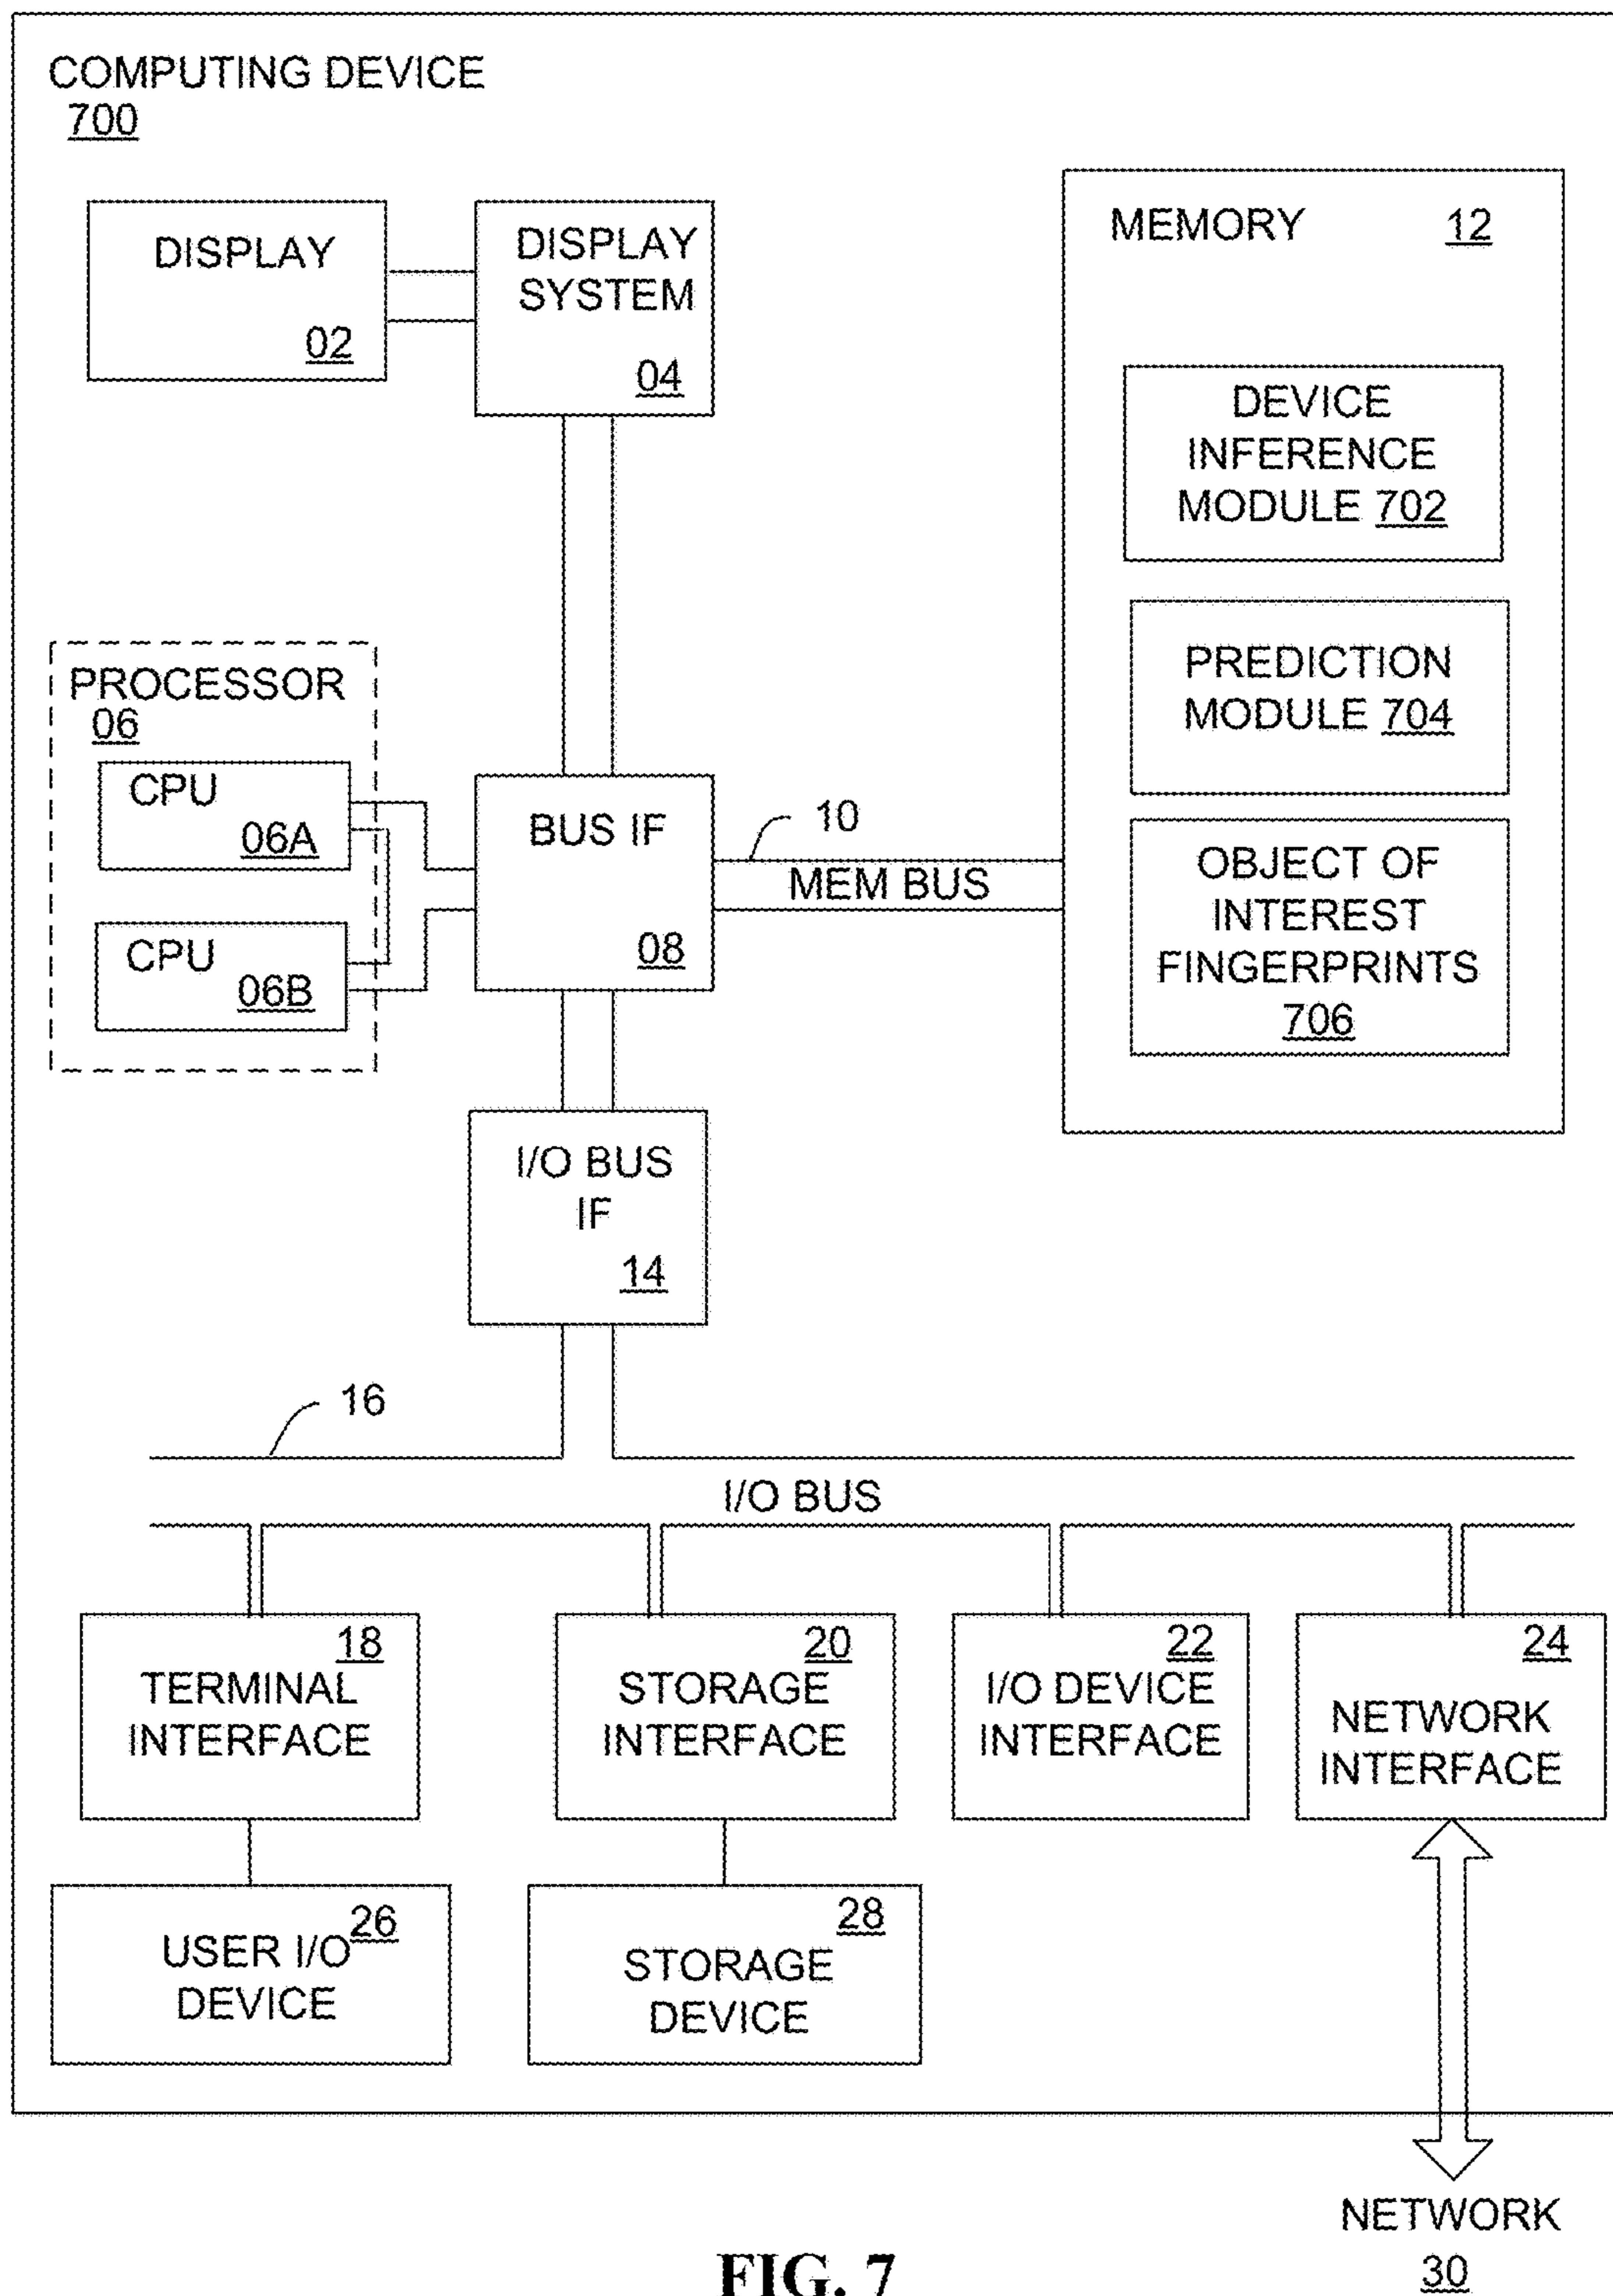 COMPUTING DEVICE
700
DISPLAY
02
DISPLAY
SYSTEM
04
MEMORY 12
DEVICE
INFERENCE
MODULE 702
PREDICTION
MODULE 704
OBJECT OF
INTEREST
FINGERPRINTS
706
PROCESSOR
06
CPU
06A
CPU
06B
BUS IF
08
10
MEM BUS
I/O BUS
IF
14
16
I/O BUS
18
TERMINAL
INTERFACE
20
STORAGE
INTERFACE
22
I/O DEVICE
INTERFACE
24
NETWORK
INTERFACE
26
USER I/O
DEVICE
28
STORAGE
DEVICE
NETWORK
30
FIG. 7